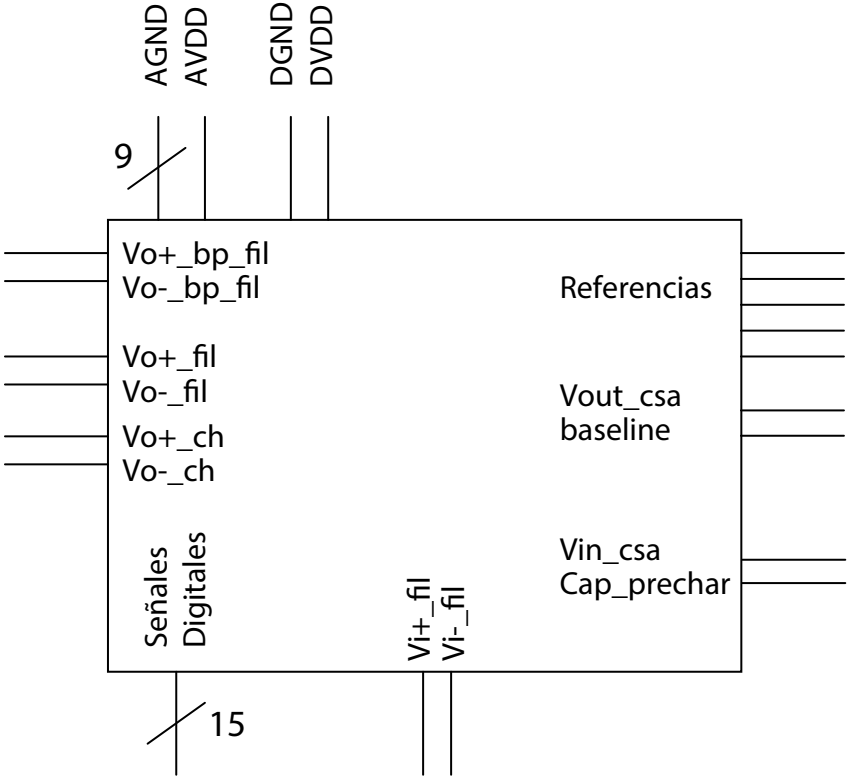 AGND
AVDD
DGND
DVDD
9
Vo+_bp_fil
Vo-_bp_fil
Referencias
Vo+_fil
Vo-_fil
Vout_csa
baseline
Vo+_ch
Vo-_ch
Vin_csa
Cap_prechar
Señales
Digitales
Vi+_fil
Vi-_fil
15